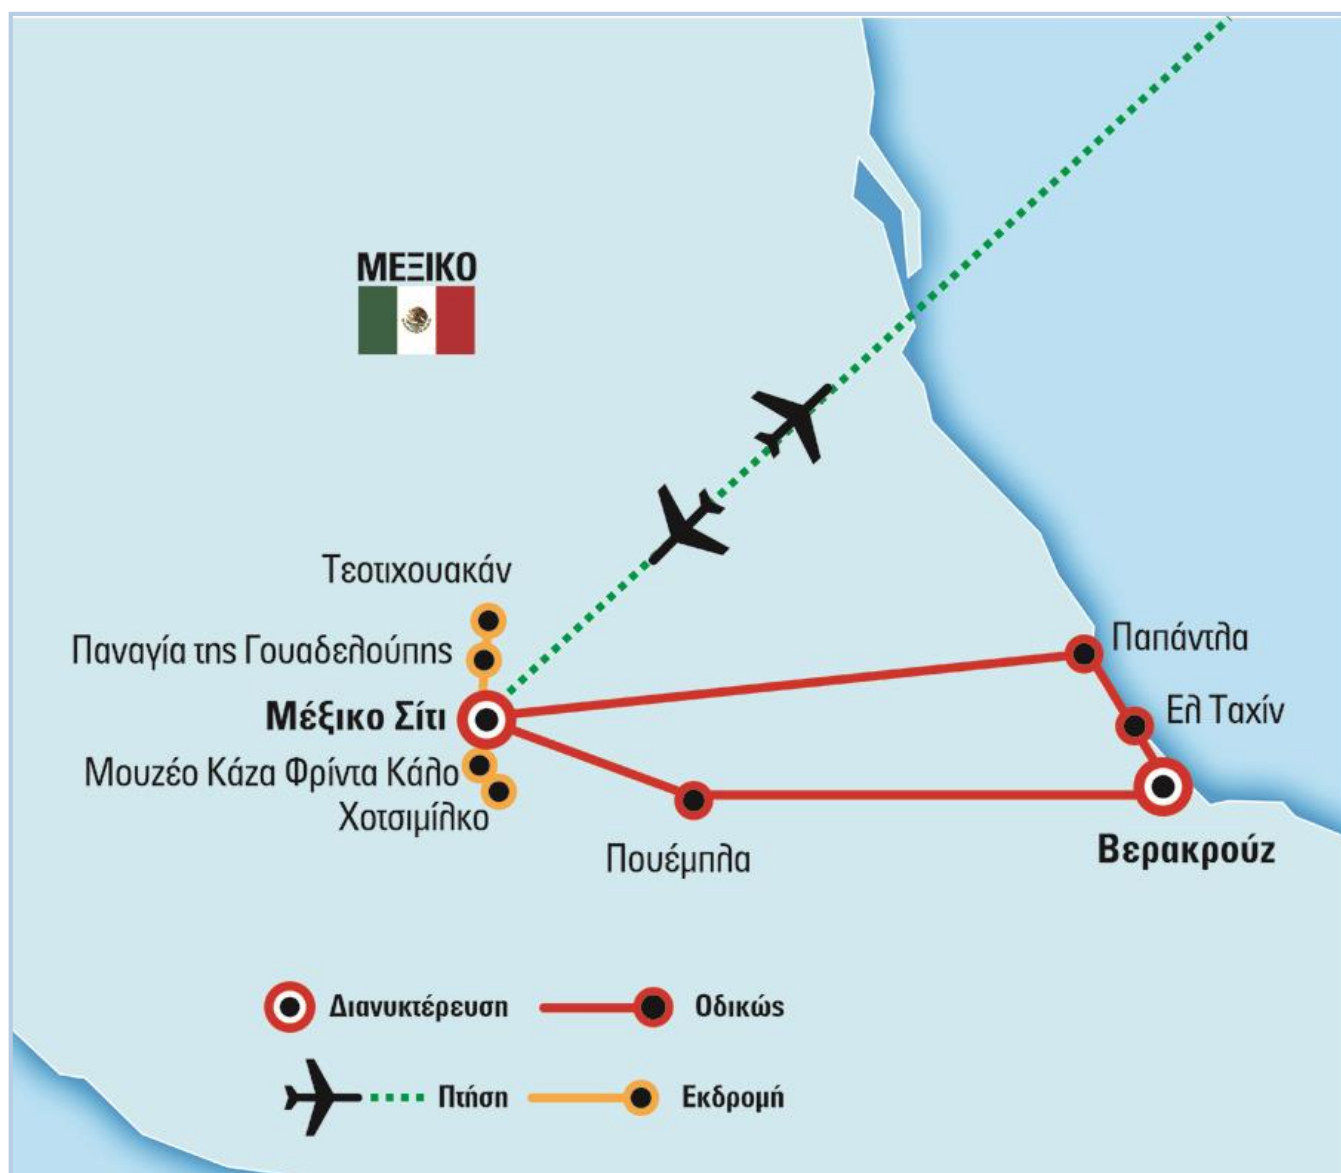 ΜΕΞΙΚΟ
Τεοτιχουακάν
Παναγία της Γουαδελούπης
Παπάντλα
Μέξικο Σίτι
Ελ Ταχίν
Μουζέο Κάζα Φρίντα Κάλο
Χοτσιμίλκο
Πουέμπλα
Βερακρούζ
Διανυκτέρευση
Οδικώς
Πτήση
Εκδρομή